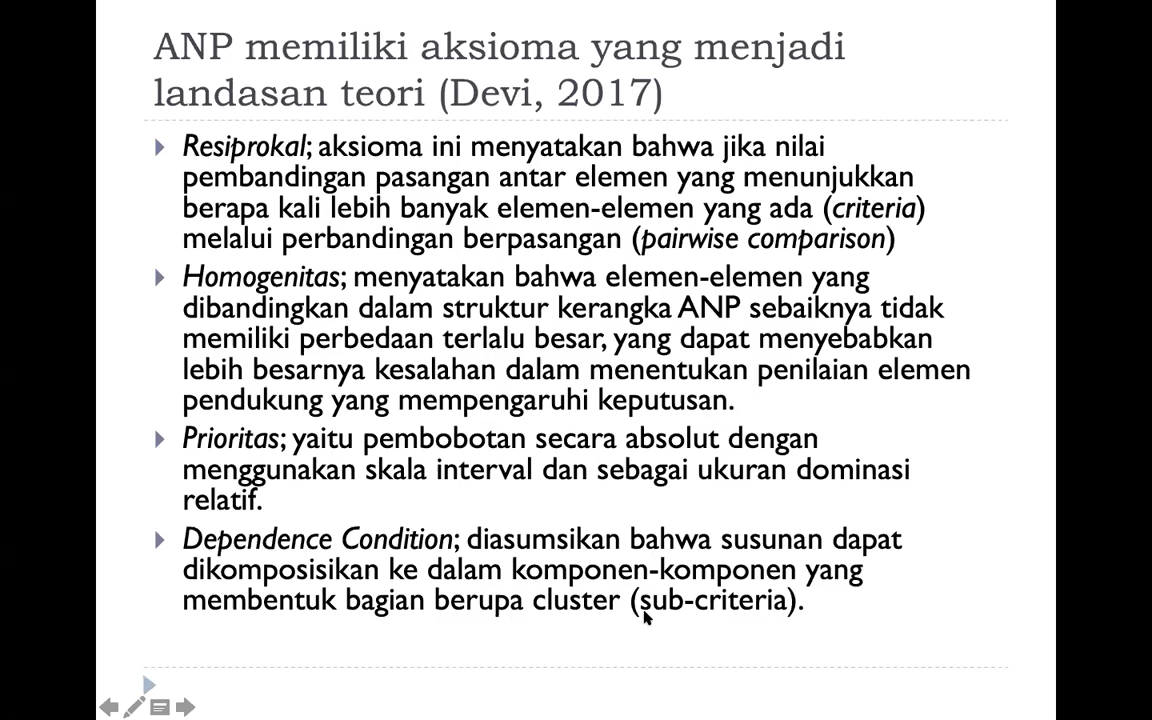 ANP memiliki aksioma yang menjadi
landasan teori (Devi, 2017)
Resiprokal; aksioma ini menyatakan bahwa jika nilai
pembandingan pasangan antar elemen yang menunjukkan
berapa kali lebih banyak elemen-elemen yang ada (criteria)
melalui perbandingan berpasangan (pairwise comparison)
Homogenitas; menyatakan bahwa elemen-elemen yang
dibandingkan dalam struktur kerangka ANP sebaiknya tidak
memiliki perbedaan terlalu besar, yang dapat menyebabkan
lebih besarnya kesalahan dalam menentukan penilaian elemen
pendukung yang mempengaruhi keputusan.
Prioritas; yaitu pembobotan secara absolut dengan
menggunakan skala interval dan sebagai ukuran dominasi
relatif.
Dependence Condition; diasumsikan bahwa susunan dapat
dikomposisikan ke dalam komponen-komponen yang
membentuk bagian berupa cluster (sub-criteria).